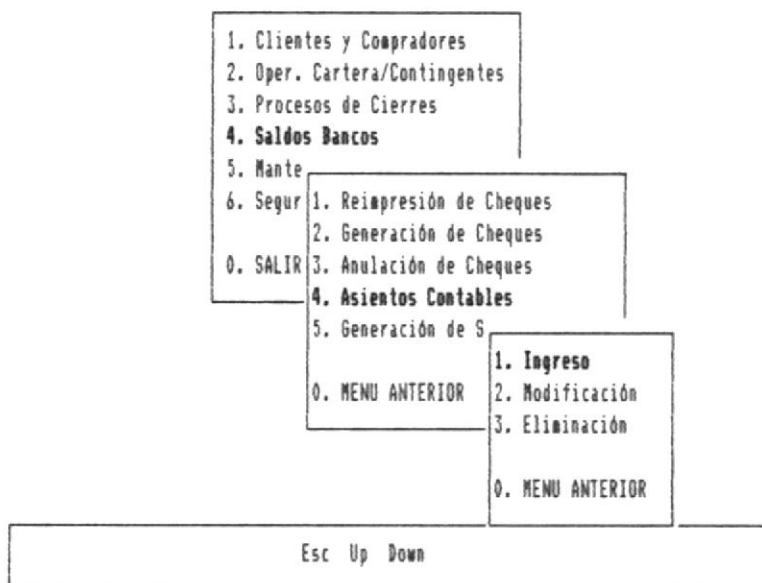 1. Clientes y Compradores
2. Oper. Cartera/Contingentes
3. Procesos de Cierres
4. Saldos Bancos
5. Mante
6. Segur
0. SALIR
1. Reimpresión de Cheques
2. Generación de Cheques
3. Anulación de Cheques
4. Asientos Contables
5. Generación de S
0. MENU ANTERIOR
1. Ingreso
2. Modificación
3. Eliminación
0. MENU ANTERIOR
Esc Up Down